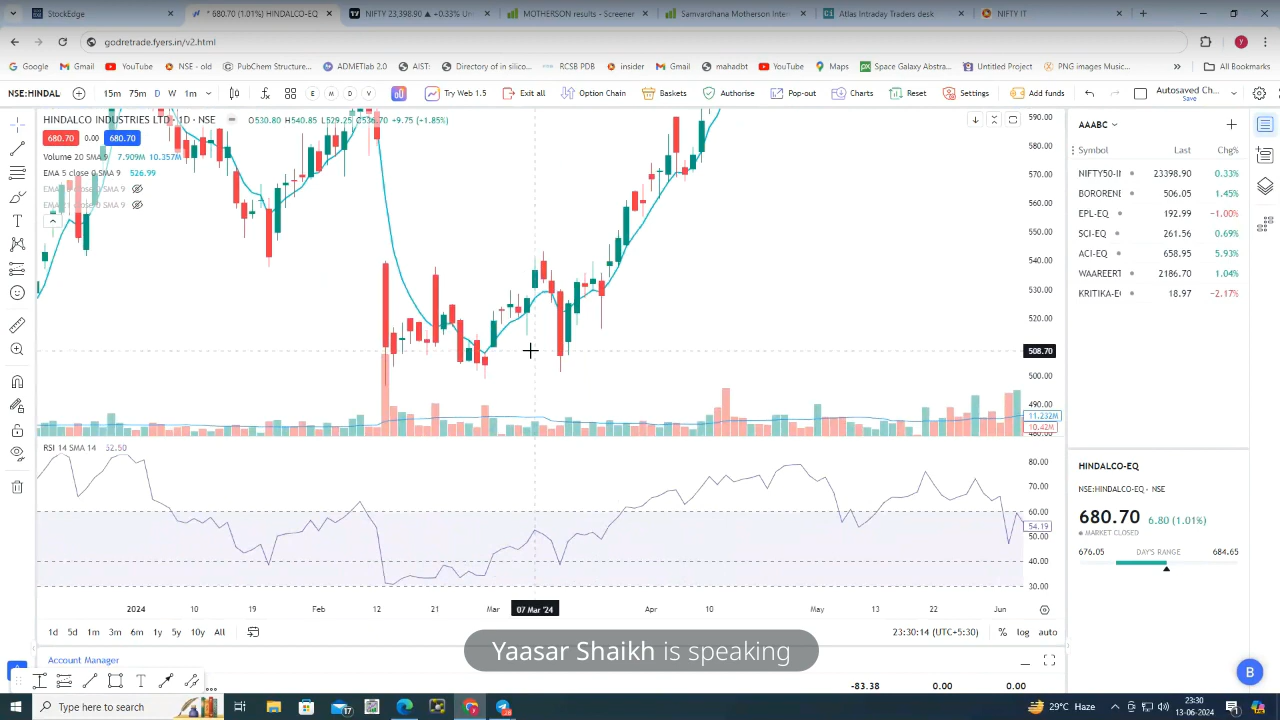 StockEdge
680.70 (1.01%) HINDALCO-EQ
NIFTY 23,398.90 ▲ +0.33% Un
MOTHERSON results - Screener
Samvardhana Motherson Inter-
Atlas Intraday Traders desk
NIFTY IT
godretrade.fyers.in/v2.html
Google
Gmail
YouTube
NSE - old
PubChem Structure...
ADMETlab 2.0
AIST:
Directory of in silico...
RCSB PDB
insider
Gmail
mahadbt
YouTube
Maps
Space Galaxy Abstra...
Untitled Project
PNG images Music...
»
All Bookmarks
NSE:HINDAL
15m 75m D W 1m
E M D V
Try Web 1.5
Exit all
Option Chain
Baskets
Authorise
Pop-out
Charts
Reset
Settings
Add funds
Autosaved Ch...
Save
HINDALCO INDUSTRIES LTD. 1D · NSE
O530.80 H540.85 L529.25 +9.75 (+1.85%)
680.70 0.00 680.70
Volume 20 SMA 9 7.909M 10.357M
EMA 5 close 0 SMA 9 526.99
590.00
580.00
570.00
560.00
550.00
540.00
530.00
520.00
508.70
500.00
490.00
11.232M
10.42M
480.00
RSI 14 SMA 14 52.50
80.00
70.00
60.00
54.19
50.00
40.00
30.00
2024 10 19 Feb 12 21 Mar 07 Mar '24 Apr 10 May 13 22 Jun
1d 5d 1m 3m 6m 1y 5y 10y All
23:30:14 (UTC+5:30) % log auto
Account Manager
-83.38 0.00 0.00
AAABC
Symbol Last Chg%
NIFTY50-I 23398.90 0.33%
BORORENE 506.05 1.45%
EPL-EQ 192.99 −1.00%
SCI-EQ 261.56 0.69%
ACI-EQ 658.95 5.93%
WAAREERT 2186.70 1.04%
KRITIKA-E 18.97 −2.17%
HINDALCO-EQ
NSE:HINDALCO-EQ - NSE
680.70 6.80 (1.01%)
MARKET CLOSED
676.05 DAY'S RANGE 684.65
B
Yaasar Shaikh is speaking
Type here to search
29°C Haze
23:30
13-06-2024